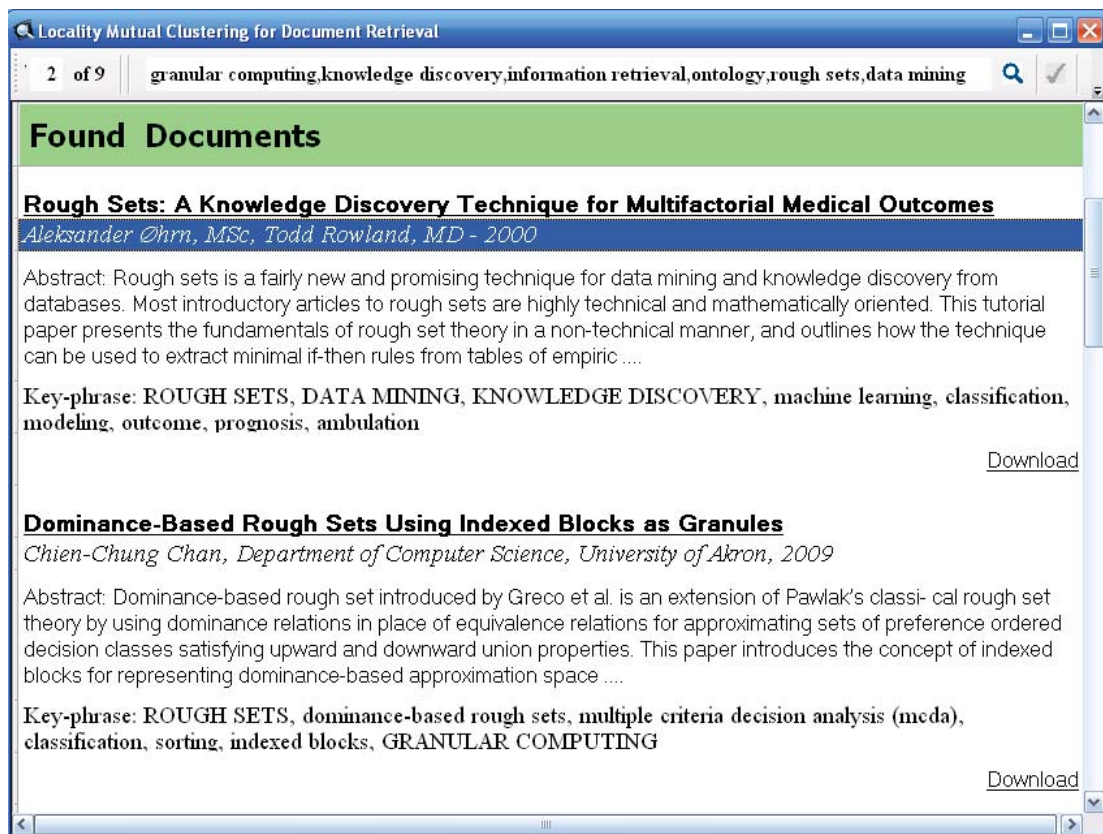 Locality Mutual Clustering for Document Retrieval
2 of 9 granular computing,knowledge discovery,information retrieval,ontology,rough sets,data mining
Found Documents
Rough Sets: A Knowledge Discovery Technique for Multifactorial Medical Outcomes
Aleksander Øhrn, MSc, Todd Rowland, MD - 2000
Abstract: Rough sets is a fairly new and promising technique for data mining and knowledge discovery from
databases. Most introductory articles to rough sets are highly technical and mathematically oriented. This tutorial
paper presents the fundamentals of rough set theory in a non-technical manner, and outlines how the technique
can be used to extract minimal if-then rules from tables of empiric ....
Key-phrase: ROUGH SETS, DATA MINING, KNOWLEDGE DISCOVERY, machine learning, classification,
modeling, outcome, prognosis, ambulation
Download
Dominance-Based Rough Sets Using Indexed Blocks as Granules
Chien-Chung Chan, Department of Computer Science, University of Akron, 2009
Abstract: Dominance-based rough set introduced by Greco et al. is an extension of Pawlak's classi- cal rough set
theory by using dominance relations in place of equivalence relations for approximating sets of preference ordered
decision classes satisfying upward and downward union properties. This paper introduces the concept of indexed
blocks for representing dominance-based approximation space ....
Key-phrase: ROUGH SETS, dominance-based rough sets, multiple criteria decision analysis (mcda),
classification, sorting, indexed blocks, GRANULAR COMPUTING
Download